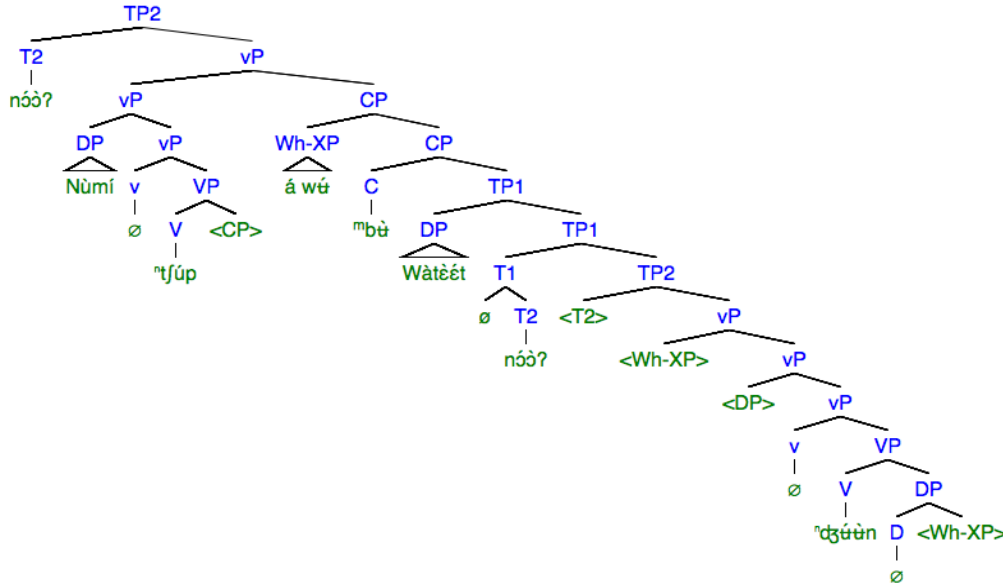 TP2
T2 vP
nɔ́ɔ̀ʔ vP CP
DP vP Wh-XP CP
Nùmí v VP á wʉ́ C TP1
ø V <CP> ᵐbʉ̀ DP TP1
ⁿtʃúp Wàtɛ̀ɛ́t T1 TP2
ø T2 <T2> vP
nɔ́ɔ̀ʔ <Wh-XP> vP
<DP> vP
v VP
ø V DP
ⁿdʒʉ́ʉ̀n D <Wh-XP>
ø